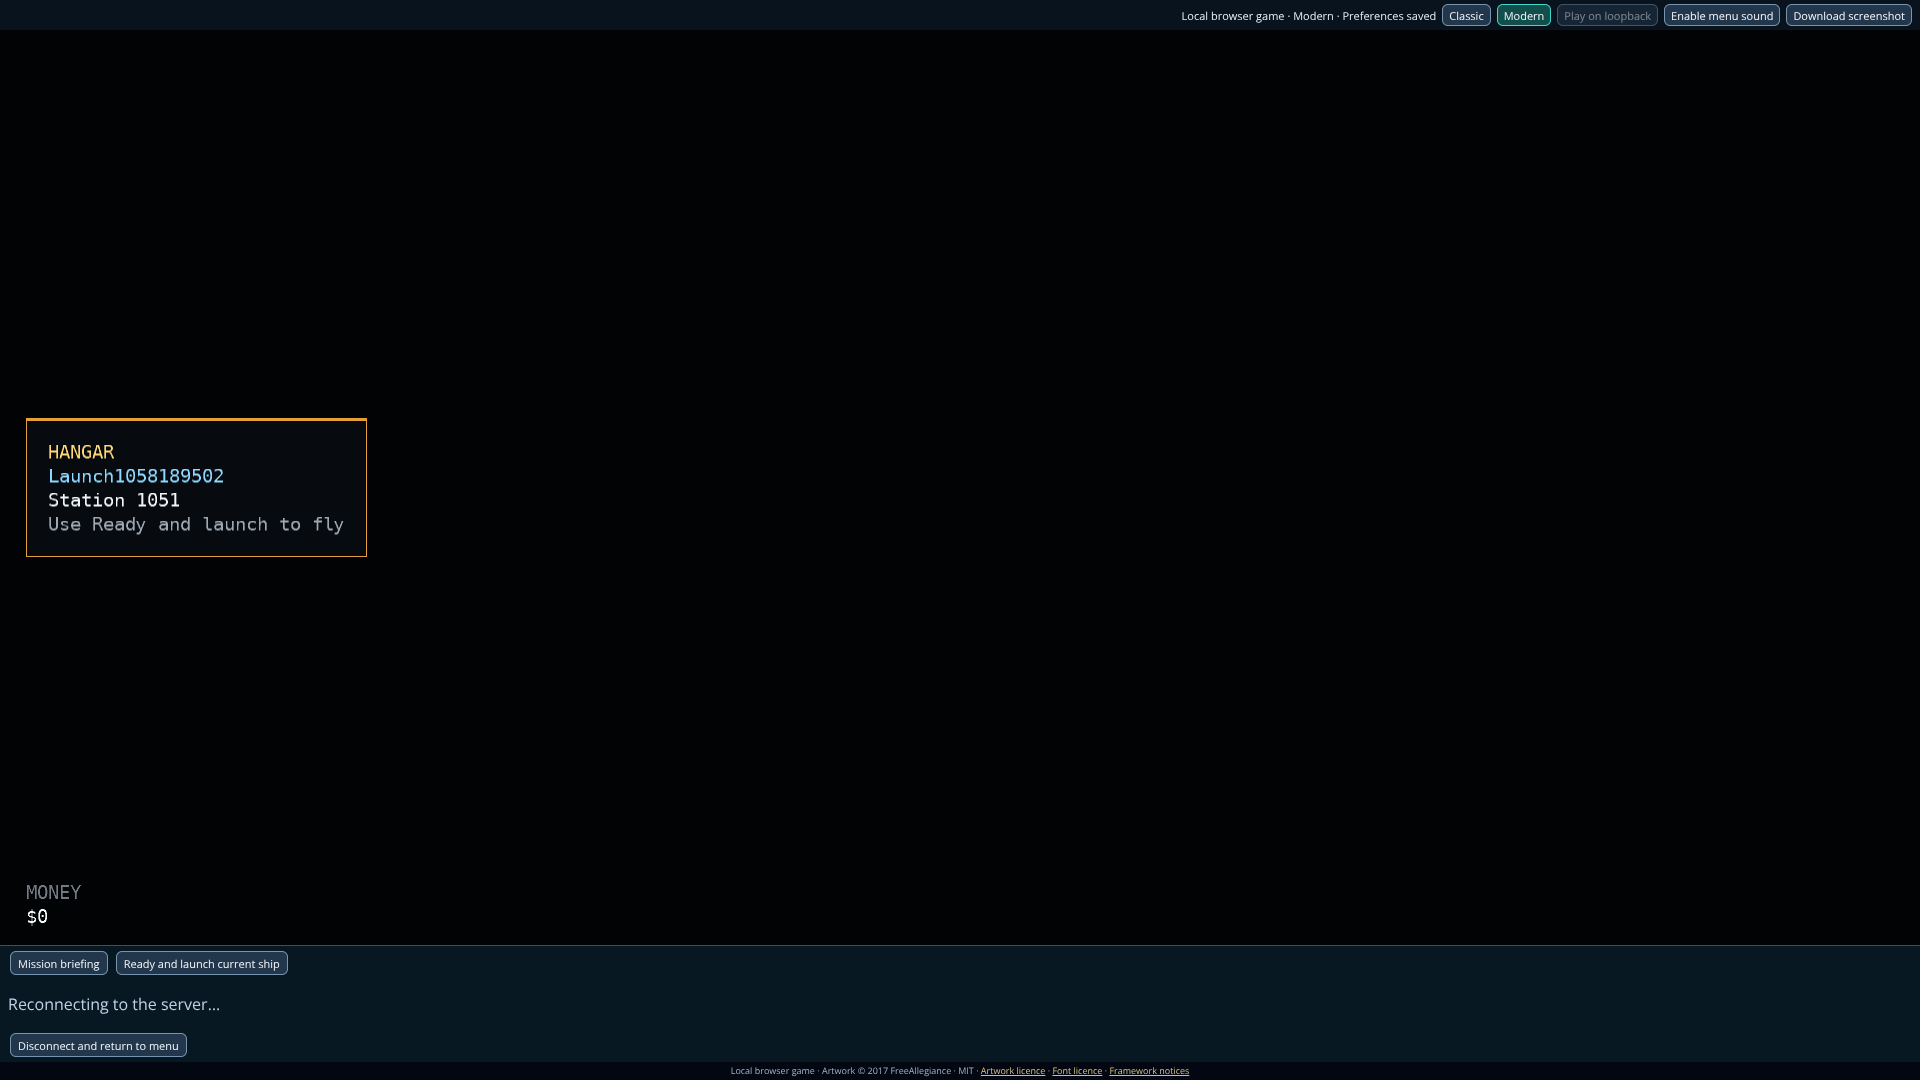 Local browser game · Modern · Preferences saved Classic Modern Play on loopback Enable menu sound Download screenshot
HANGAR
Launch1058189502
Station 1051
Use Ready and launch to fly
MONEY
$0
Mission briefing Ready and launch current ship
Reconnecting to the server...
Disconnect and return to menu
Local browser game · Artwork © 2017 FreeAllegiance · MIT · Artwork licence · Font licence · Framework notices